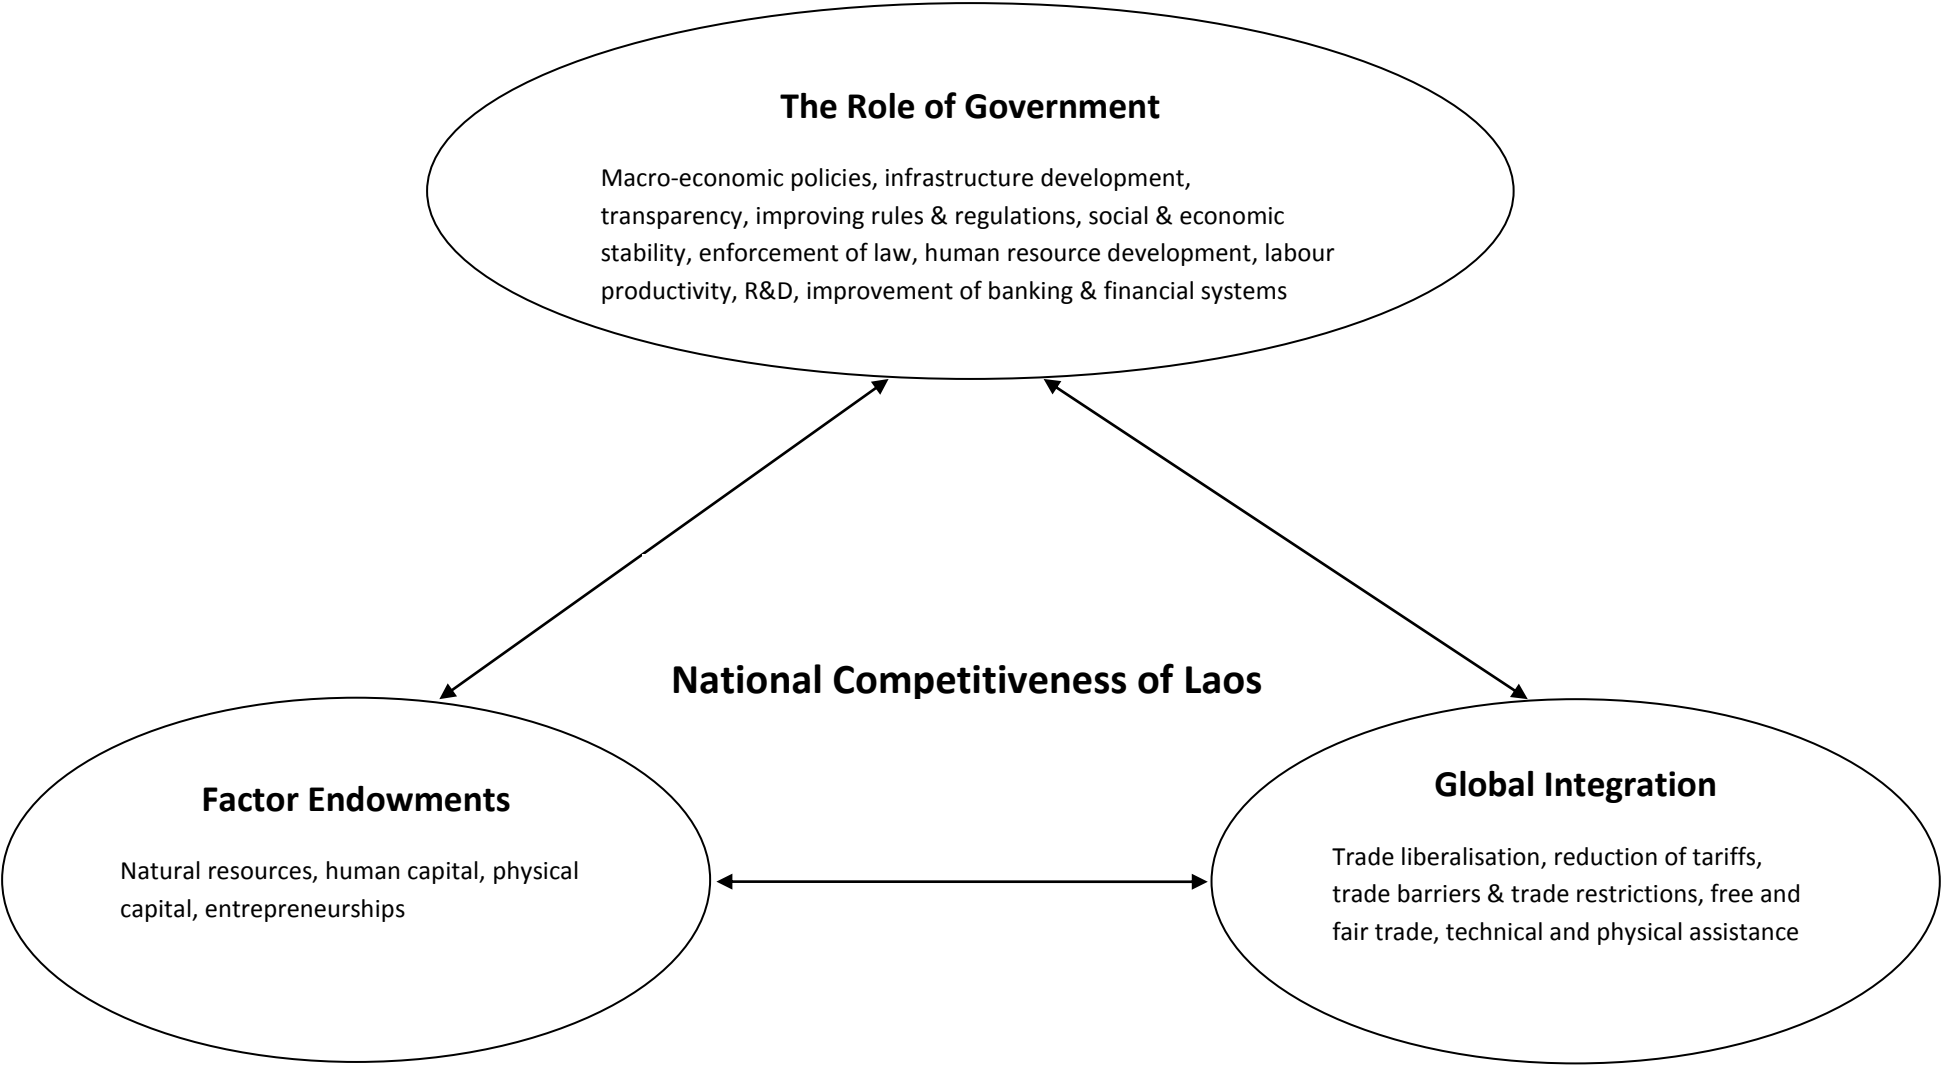 The Role of Government
Macro-economic policies, infrastructure development,
transparency, improving rules & regulations, social & economic
stability, enforcement of law, human resource development, labour
productivity, R&D, improvement of banking & financial systems
National Competitiveness of Laos
Factor Endowments
Natural resources, human capital, physical
capital, entrepreneurships
Global Integration
Trade liberalisation, reduction of tariffs,
trade barriers & trade restrictions, free and
fair trade, technical and physical assistance